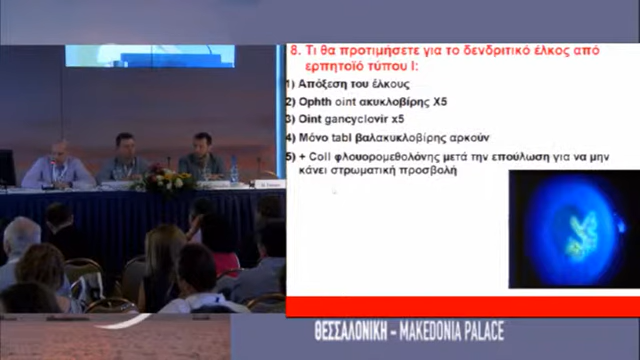 8. Τι θα προτιμήσετε για το δενδριτικό έλκος από
ερπητοϊό τύπου Ι:
1) Απόξεση του έλκους
2) Ophth oint ακυκλοβίρης X5
3) Oint gancyclovir x5
4) Μόνο tabl βαλακυκλοβίρης αρκούν
5) + Coll φλουορομεθολόνης μετά την επούλωση για να μην
κάνει στρωματική προσβολή
ΘΕΣΣΑΛΟΝΙΚΗ – MAKEDONIA PALACE